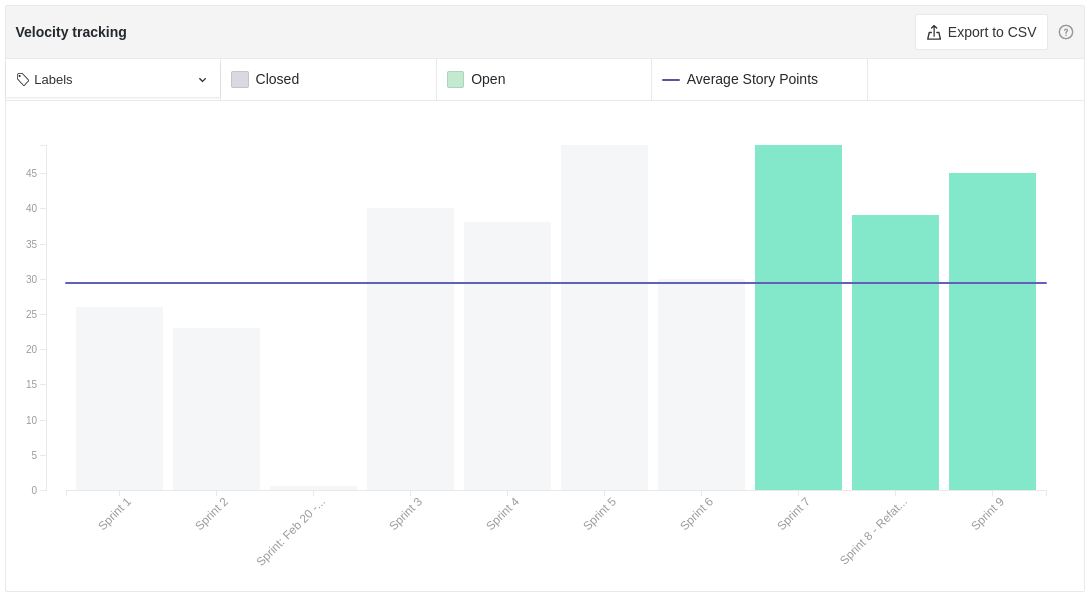 Velocity tracking
Export to CSV
?
Labels
Closed
Open
Average Story Points
45
40
35
30
25
20
15
10
5
0
Sprint 1
Sprint 2
Sprint: Feb 20 -...
Sprint 3
Sprint 4
Sprint 5
Sprint 6
Sprint 7
Sprint 8 - Refat...
Sprint 9